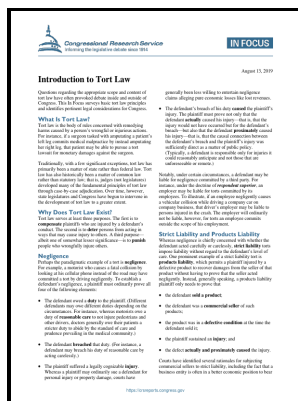 Congressional Research Service
Informing the legislative debate since 1914
IN FOCUS
August 13, 2019
Introduction to Tort Law
Questions regarding the appropriate scope and content of
tort law have often provoked debate inside and outside of
Congress. This In Focus surveys basic tort law principles
and identifies pertinent legal considerations for Congress.
What Is Tort Law?
Tort law is the body of rules concerned with remedying
harms caused by a person's wrongful or injurious actions.
For instance, if a surgeon tasked with amputating a patient's
left leg commits medical malpractice by instead amputating
her right leg, that patient may be able to pursue a tort
lawsuit for monetary damages against the surgeon.
Traditionally, with a few significant exceptions, tort law has
primarily been a matter of state rather than federal law. Tort
law has also historically been a matter of common law
rather than statutory law; that is, judges (not legislatures)
developed many of the fundamental principles of tort law
through case-by-case adjudication. Over time, however,
state legislatures and Congress have begun to intervene in
the development of tort law to a greater extent.
Why Does Tort Law Exist?
Tort law serves at least three purposes. The first is to
compensate plaintiffs who are injured by a defendant's
conduct. The second is to deter persons from acting in
ways that may cause injury to others. A third purpose—
albeit one of somewhat lesser significance—is to punish
people who wrongfully injure others.
Negligence
Perhaps the paradigmatic example of a tort is negligence.
For example, a motorist who causes a fatal collision by
looking at his cellular phone instead of the road may have
committed a tort by driving negligently. To establish a
defendant's negligence, a plaintiff must ordinarily prove all
of the following elements:
• The defendant owed a duty to the plaintiff. (Different
defendants may owe different duties depending on the
circumstances. For instance, whereas motorists owe a
duty of reasonable care to not injure pedestrians and
other drivers, doctors generally owe their patients a
stricter duty to abide by the standard of care and
prudence prevailing in the medical community.)
• The defendant breached that duty. (For instance, a
defendant may breach his duty of reasonable care by
acting carelessly.)
• The plaintiff suffered a legally cognizable injury.
Whereas a plaintiff may ordinarily sue a defendant for
personal injury or property damage, courts have
generally been less willing to entertain negligence
claims alleging pure economic losses like lost revenues.
• The defendant's breach of his duty caused the plaintiff's
injury. The plaintiff must prove not only that the
defendant actually caused his injury—that is, that the
injury would not have occurred but for the defendant's
breach—but also that the defendant proximately caused
his injury—that is, that the causal connection between
the defendant's breach and the plaintiff's injury was
sufficiently direct as a matter of public policy.
(Typically, a defendant is responsible only for injuries it
could reasonably anticipate and not those that are
unforeseeable or remote.)
Notably, under certain circumstances, a defendant may be
liable for negligence committed by a third party. For
instance, under the doctrine of respondeat superior, an
employer may be liable for torts committed by its
employees. To illustrate, if an employee negligently causes
a vehicular collision while driving a company car on
company business, that driver's employer may be liable to
persons injured in the crash. The employer will ordinarily
not be liable, however, for torts an employee commits
outside the scope of his employment.
Strict Liability and Products Liability
Whereas negligence is chiefly concerned with whether the
defendant acted carefully or carelessly, strict liability torts
impose liability without regard to the defendant's level of
care. One prominent example of a strict liability tort is
products liability, which permits a plaintiff injured by a
defective product to recover damages from the seller of that
product without having to prove that the seller acted
negligently. Instead, generally speaking, a products liability
plaintiff only needs to prove that
• the defendant sold a product;
• the defendant was a commercial seller of such
products;
• the product was in a defective condition at the time the
defendant sold it;
• the plaintiff sustained an injury; and
• the defect actually and proximately caused the injury.
Courts have identified several rationales for subjecting
commercial sellers to strict liability, including the fact that a
business entity is often in a better economic position to bear
https://crsreports.congress.gov